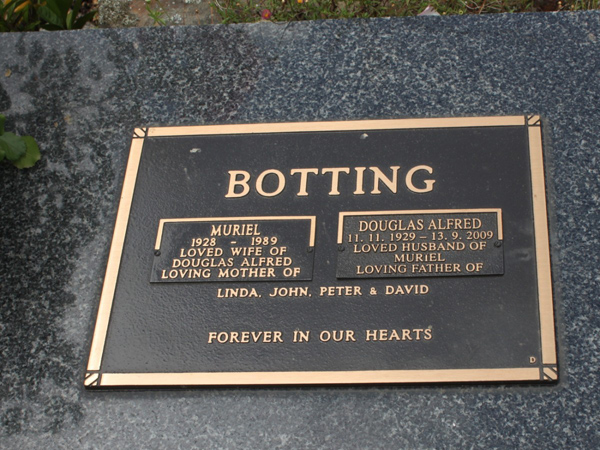 BOTTING
MURIEL
1928 - 1989
LOVED WIFE OF
DOUGLAS ALFRED
LOVING MOTHER OF
DOUGLAS ALFRED
11. 11. 1929 – 13. 9. 2009
LOVED HUSBAND OF
MURIEL
LOVING FATHER OF
LINDA, JOHN, PETER & DAVID
FOREVER IN OUR HEARTS
D